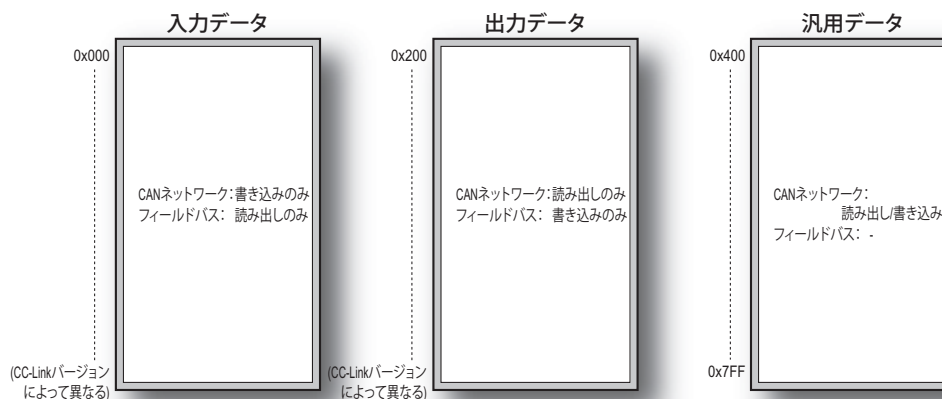 入力データ
0x000
CANネットワーク：書き込みのみ
フィールドバス： 読み出しのみ
(CC-Linkバージョン
によって異なる)
出力データ
0x200
CANネットワーク：読み出しのみ
フィールドバス： 書き込みのみ
(CC-Linkバージョン
によって異なる)
汎用データ
0x400
CANネットワーク：
読み出し/書き込み
フィールドバス： -
0x7FF